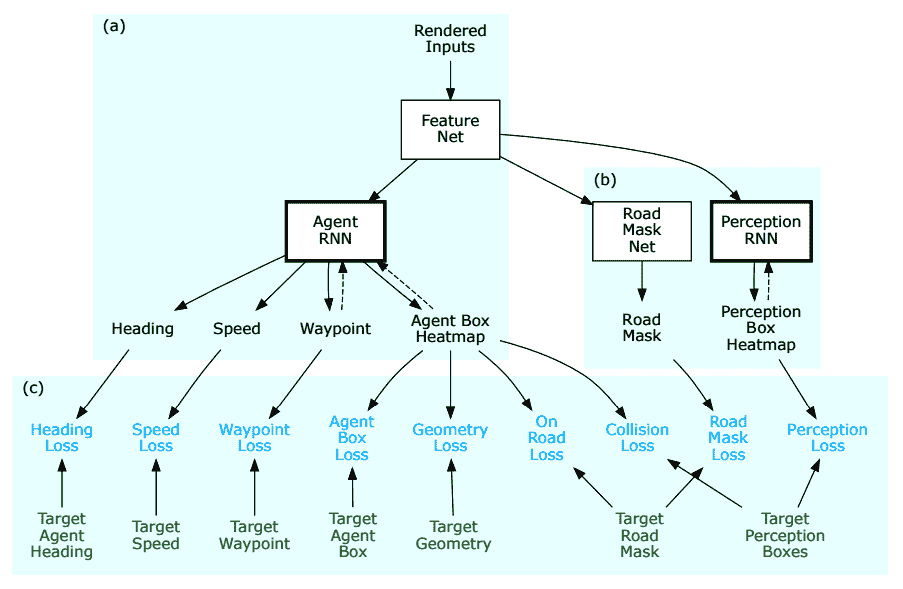 (a)
Rendered
Inputs
Feature
Net
(b)
Agent
RNN
Road
Mask
Net
Perception
RNN
Heading
Speed
Waypoint
Agent Box
Heatmap
Road
Mask
Perception
Box
Heatmap
(c)
Heading
Loss
Speed
Loss
Waypoint
Loss
Agent
Box
Loss
Geometry
Loss
On
Road
Loss
Collision
Loss
Road
Mask
Loss
Perception
Loss
Target
Agent
Heading
Target
Speed
Target
Waypoint
Target
Agent
Box
Target
Geometry
Target
Road
Mask
Target
Perception
Boxes